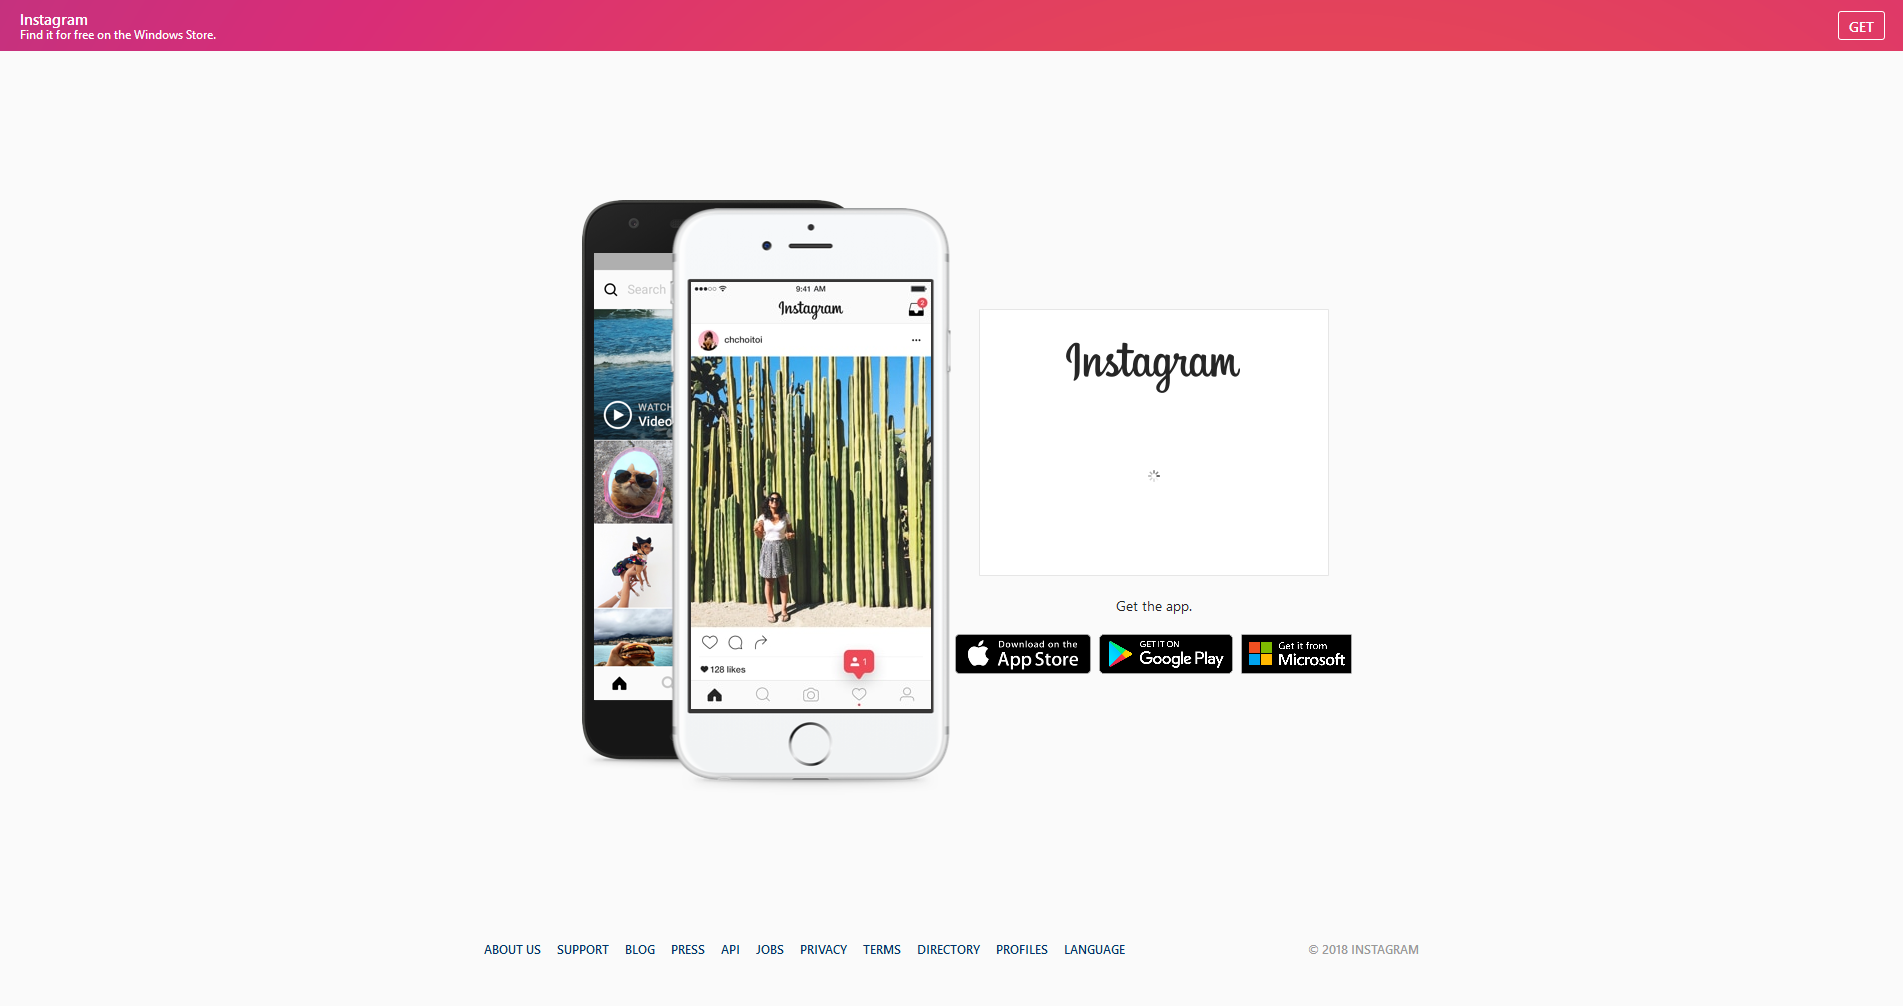 Instagram
Find it for free on the Windows Store.
GET
Search
WATCH
Video
9:41 AM
Instagram
2
chchoitoi
1
128 likes
Instagram
Get the app.
Download on the
App Store
GET IT ON
Google Play
Get it from
Microsoft
ABOUT US SUPPORT BLOG PRESS API JOBS PRIVACY TERMS DIRECTORY PROFILES LANGUAGE
© 2018 INSTAGRAM